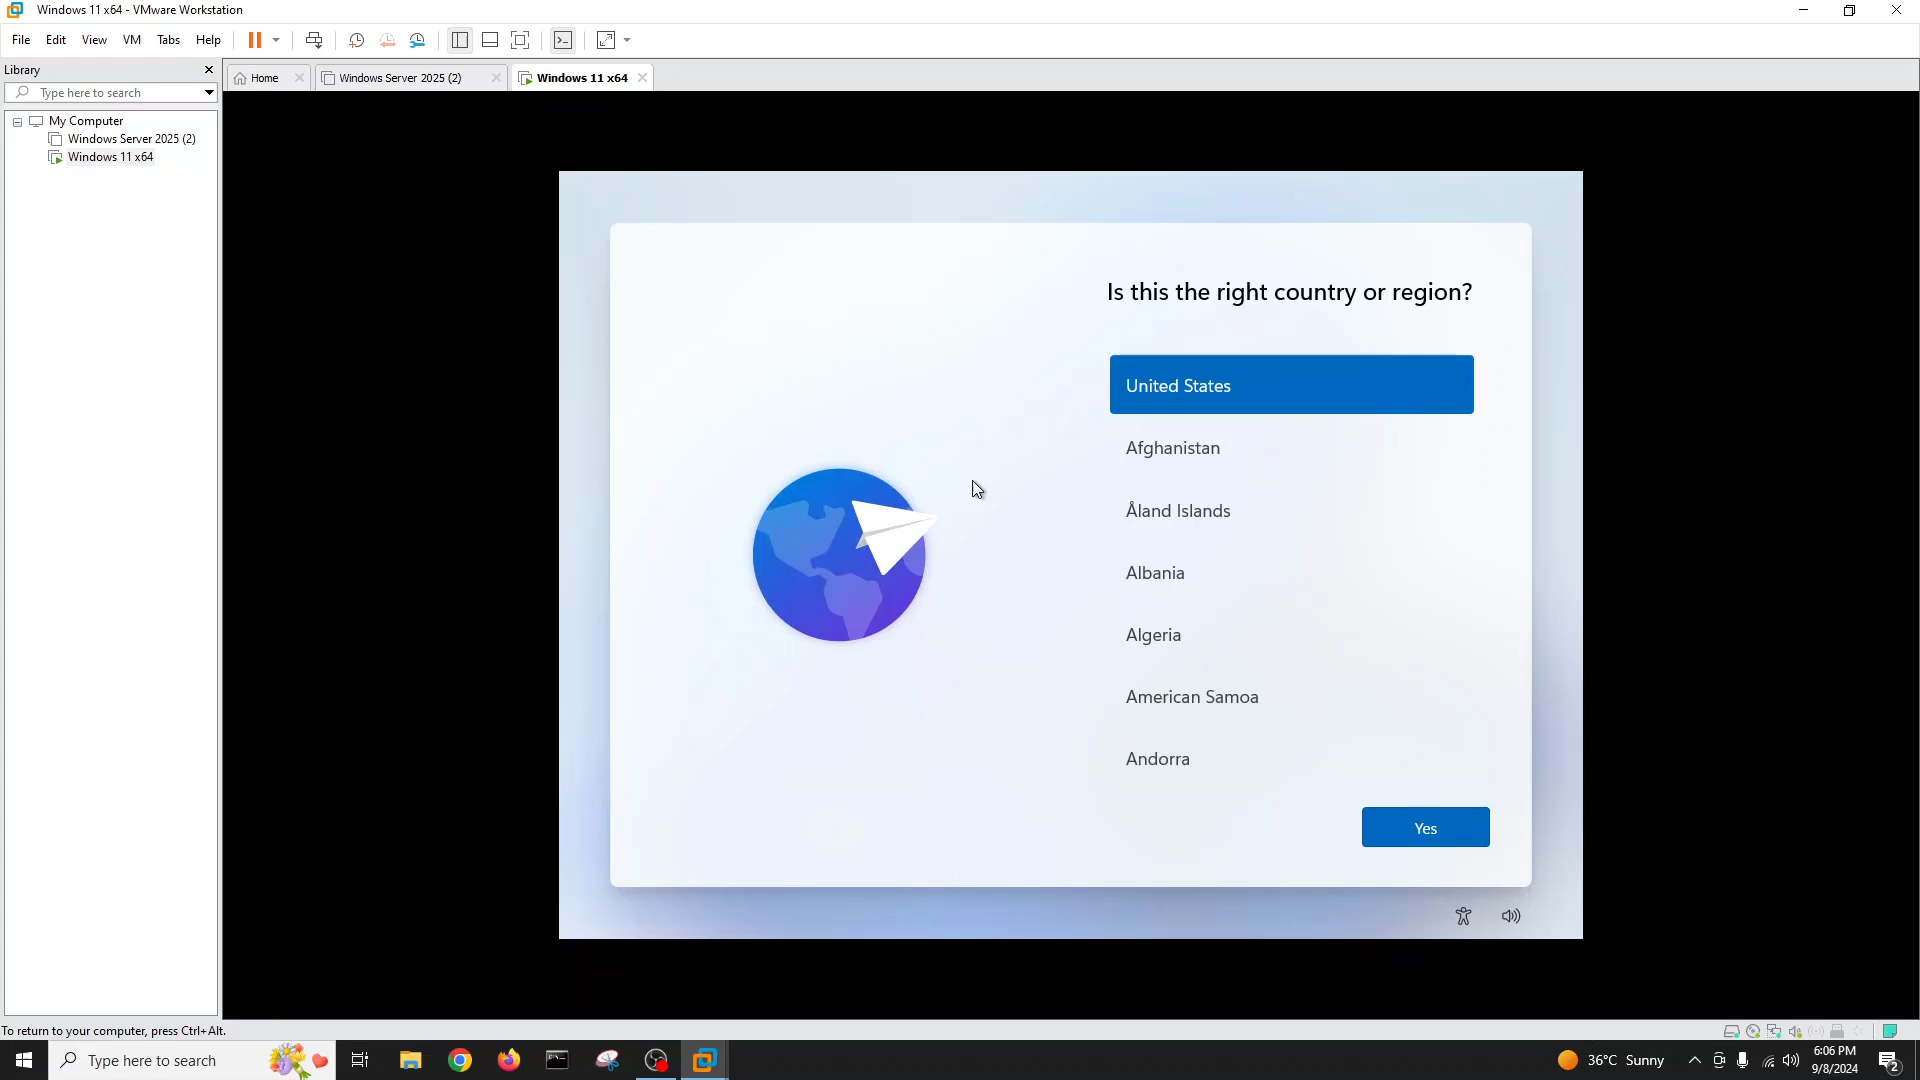 Windows 11 x64 - VMware Workstation
File Edit View VM Tabs Help
Library
Type here to search
Home
Windows Server 2025 (2)
Windows 11 x64
My Computer
Windows Server 2025 (2)
Windows 11 x64
Is this the right country or region?
United States
Afghanistan
Åland Islands
Albania
Algeria
American Samoa
Andorra
Yes
To return to your computer, press Ctrl+Alt.
Type here to search
36°C Sunny
6:06 PM
9/8/2024
2